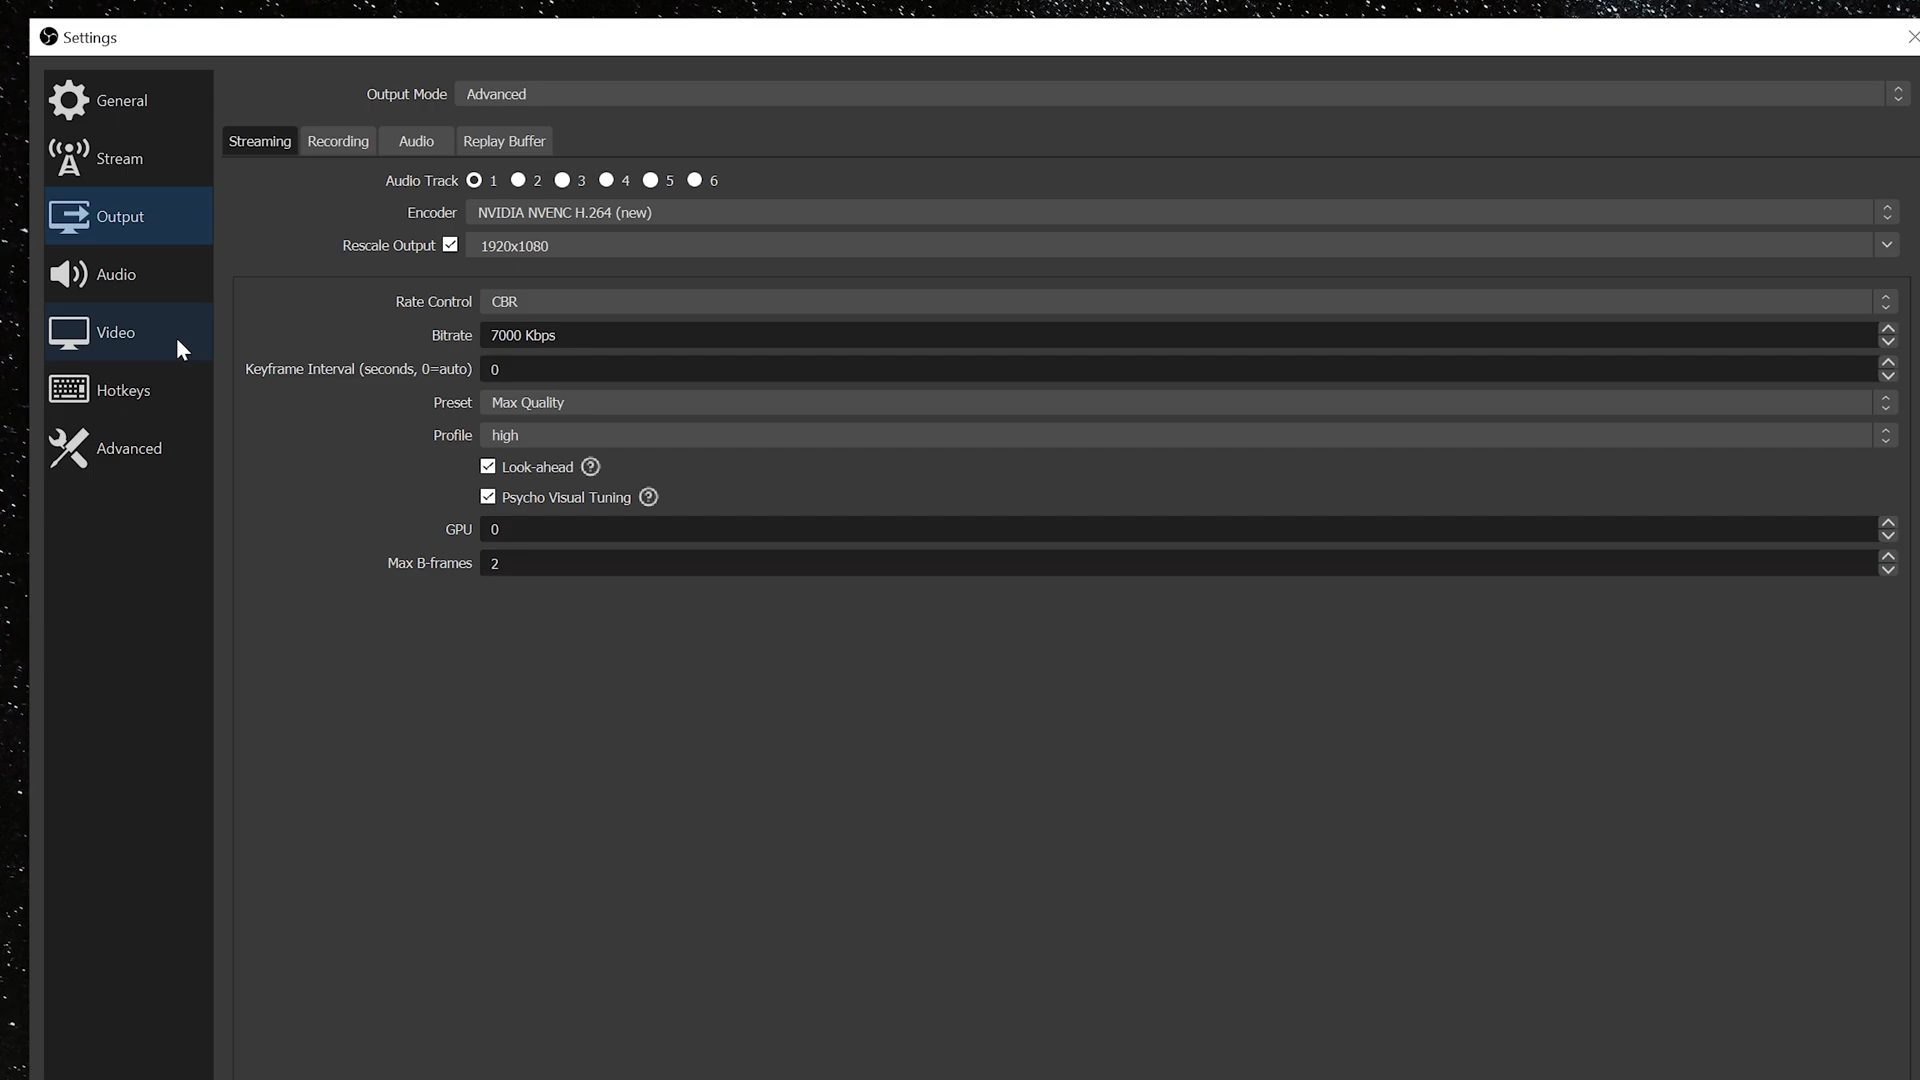 Settings
General
Stream
Output
Audio
Video
Hotkeys
Advanced
Output Mode Advanced
Streaming Recording Audio Replay Buffer
Audio Track 1 2 3 4 5 6
Encoder NVIDIA NVENC H.264 (new)
Rescale Output 1920x1080
Rate Control CBR
Bitrate 7000 Kbps
Keyframe Interval (seconds, 0=auto) 0
Preset Max Quality
Profile high
Look-ahead ?
Psycho Visual Tuning ?
GPU 0
Max B-frames 2